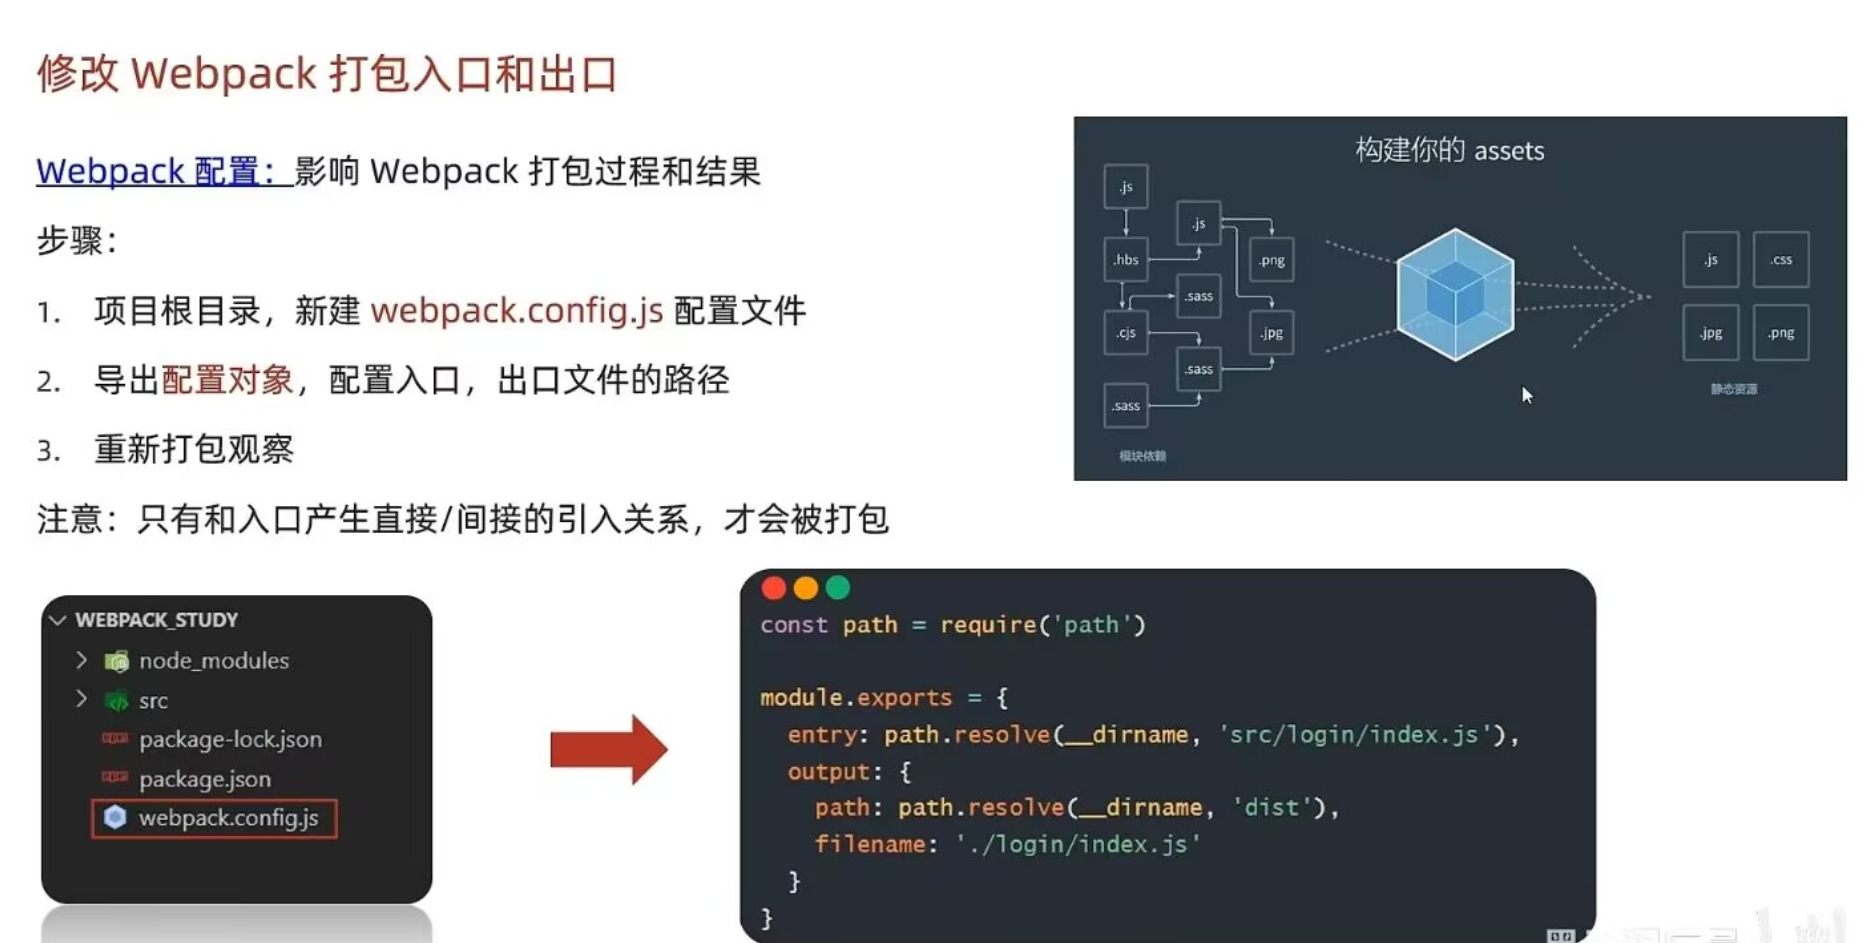 修改 Webpack 打包入口和出口
Webpack 配置：影响 Webpack 打包过程和结果
步骤：
1. 项目根目录，新建 webpack.config.js 配置文件
2. 导出配置对象，配置入口，出口文件的路径
3. 重新打包观察
注意：只有和入口产生直接/间接的引入关系，才会被打包
构建你的 assets
.js
.js
.hbs
.png
.sass
.cjs
.jpg
.sass
.sass
模块依赖
.js
.css
.jpg
.png
静态资源
WEBPACK_STUDY
node_modules
src
package-lock.json
package.json
webpack.config.js
const path = require('path')
module.exports = {
entry: path.resolve(__dirname, 'src/login/index.js'),
output: {
path: path.resolve(__dirname, 'dist'),
filename: './login/index.js'
}
}